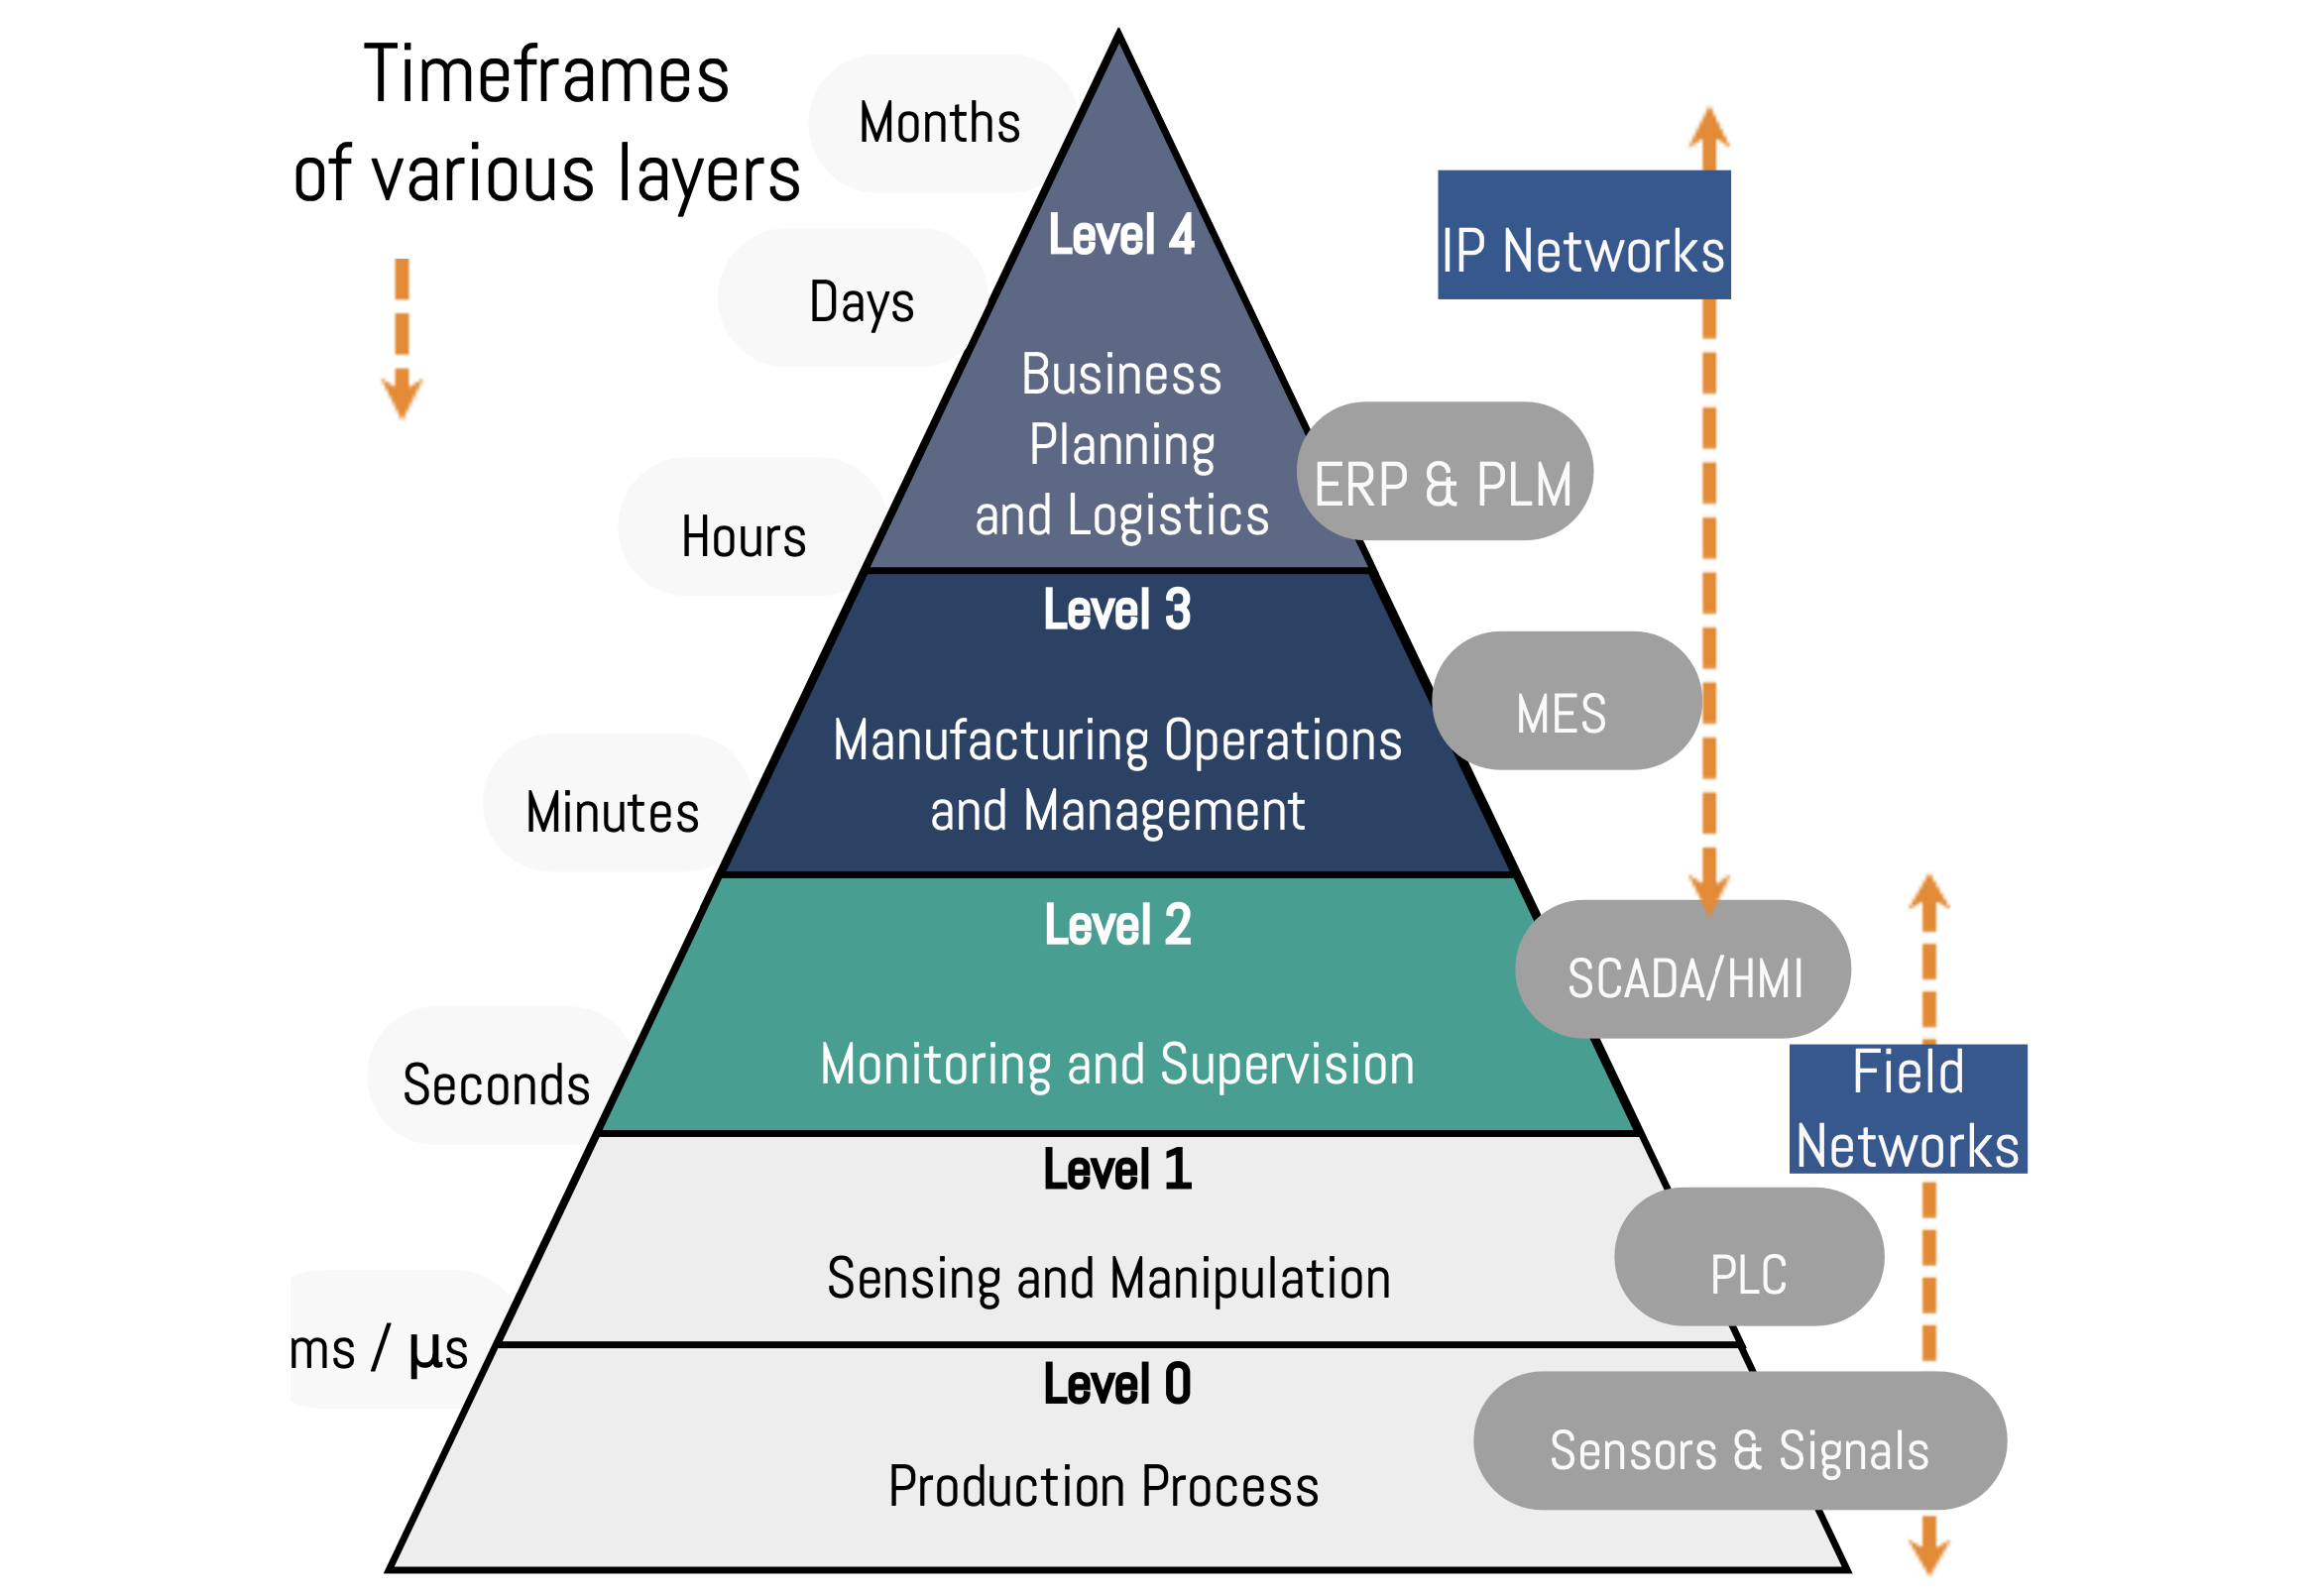 Timeframes
of various layers
Months
Days
Hours
Minutes
Seconds
ms / µs
Level 4
Business
Planning
and Logistics
Level 3
Manufacturing Operations
and Management
Level 2
Monitoring and Supervision
Level 1
Sensing and Manipulation
Level 0
Production Process
IP Networks
ERP & PLM
MES
SCADA/HMI
Field
Networks
PLC
Sensors & Signals